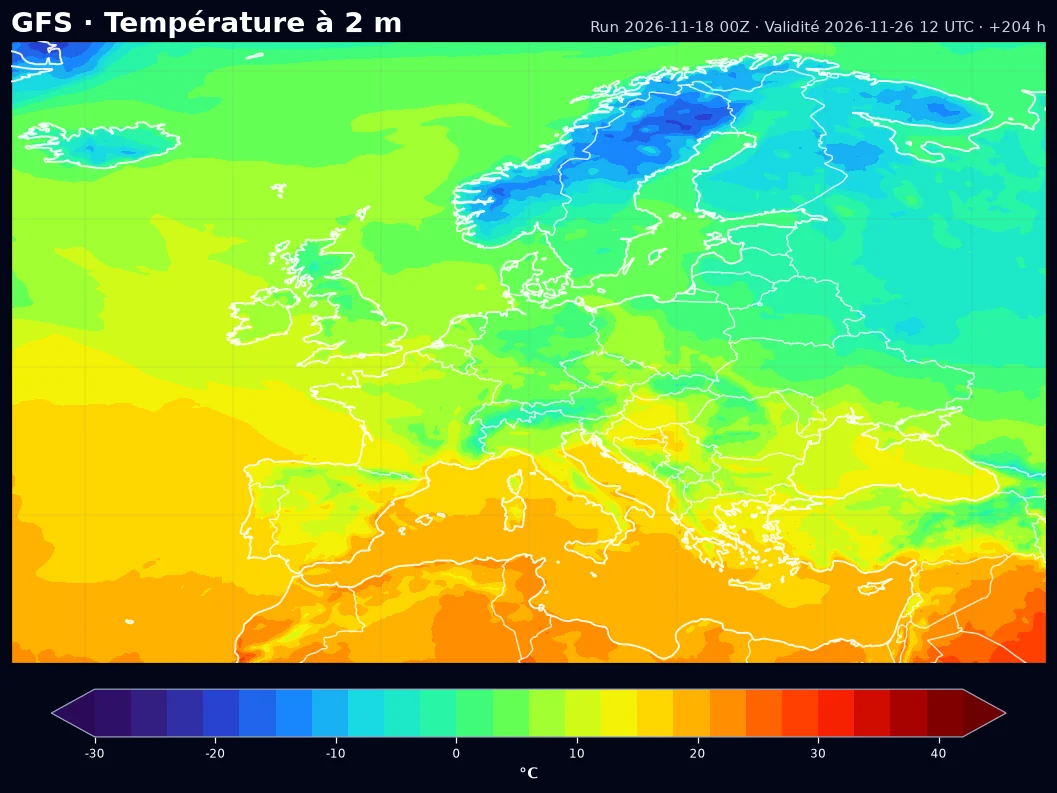 GFS · Température à 2 m
Run 2026-11-18 00Z · Validité 2026-11-26 12 UTC · +204 h
-30 -20 -10 0 10 20 30 40
°C